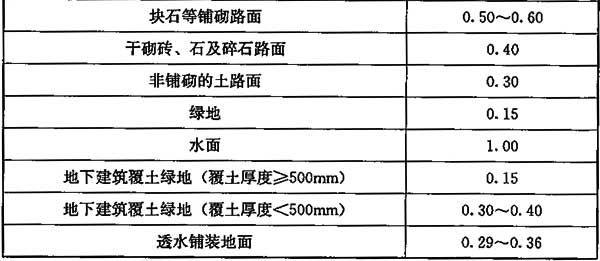 块石等铺砌路面 0.50～0.60
干砌砖、石及碎石路面 0.40
非铺砌的土路面 0.30
绿地 0.15
水面 1.00
地下建筑覆土绿地（覆土厚度≥500mm） 0.15
地下建筑覆土绿地（覆土厚度＜500mm） 0.30～0.40
透水铺装地面 0.29～0.36